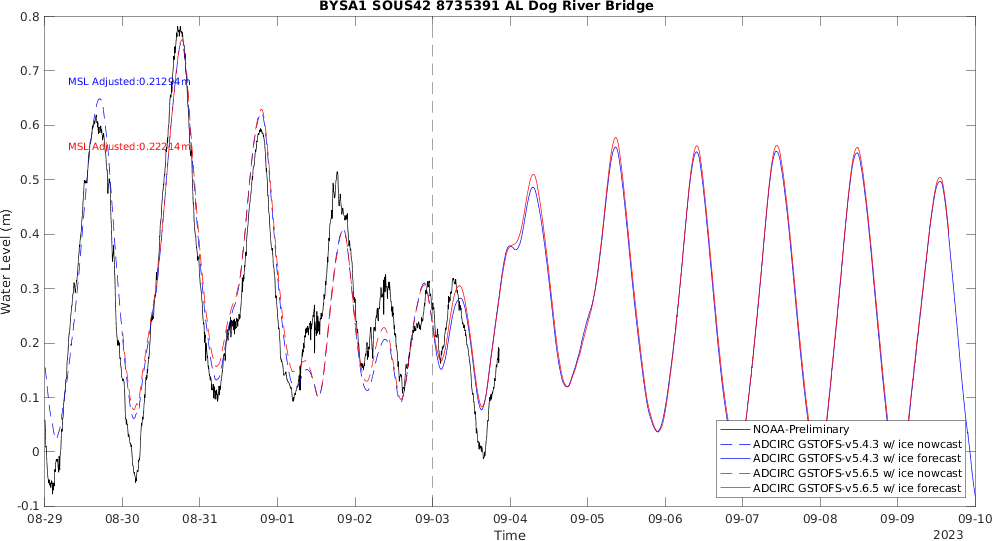 BYSA1 SOUS42 8735391 AL Dog River Bridge
0.8
0.7
0.6
0.5
0.4
0.3
0.2
0.1
0
-0.1
Water Level (m)
MSL Adjusted:0.21294m
MSL Adjusted:0.22214m
NOAA-Preliminary
ADCIRC GSTOFS-v5.4.3 w/ ice nowcast
ADCIRC GSTOFS-v5.4.3 w/ ice forecast
ADCIRC GSTOFS-v5.6.5 w/ ice nowcast
ADCIRC GSTOFS-v5.6.5 w/ ice forecast
08-29 08-30 08-31 09-01 09-02 09-03 09-04 09-05 09-06 09-07 09-08 09-09 09-10
Time
2023